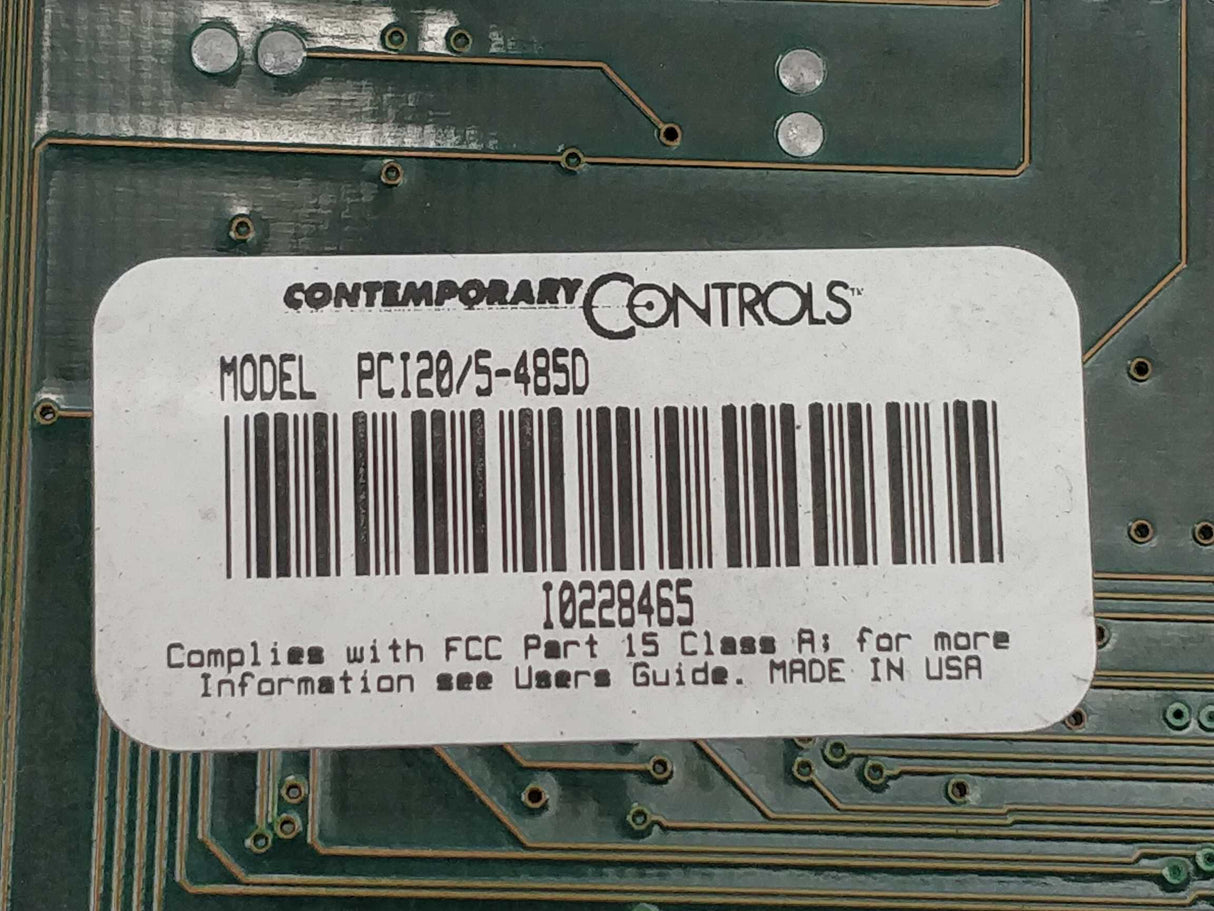 CONTEMPORARY CONTROLS™
MODEL PCI20/5-485D
I0228465
Complies with FCC Part 15 Class A; for more
Information see Users Guide. MADE IN USA